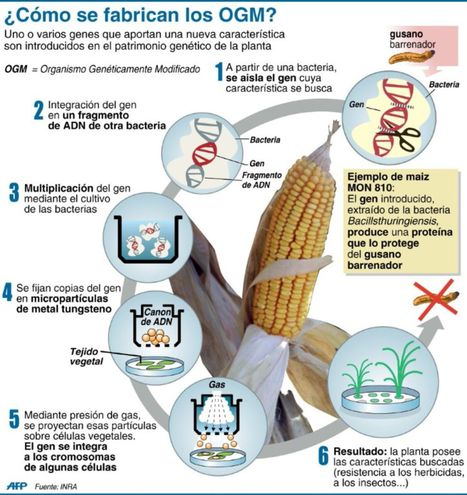 ¿Cómo se fabrican los OGM?
Uno o varios genes que aportan una nueva característica
son introducidos en el patrimonio genético de la planta
OGM = Organismo Genéticamente Modificado
gusano
barrenador
1 A partir de una bacteria,
se aisla el gen cuya
característica se busca
Bacteria
Gen
2 Integración del gen
en un fragmento
de ADN de otra bacteria
Bacteria
Gen
Fragmento
de ADN
Ejemplo de maiz
MON 810:
El gen introducido,
extraído de la bacteria
Bacillsthuringiensis,
produce una proteína
que lo protege
del gusano
barrenador
3 Multiplicación del gen
mediante el cultivo
de las bacterias
4 Se fijan copias del gen
en micropartículas
de metal tungsteno
Canon
de ADN
Tejido
vegetal
Gas
5 Mediante presión de gas,
se proyectan esas partículas
sobre células vegetales.
El gen se integra
a los cromosomas
de algunas células
6 Resultado: la planta posee
las características buscadas
(resistencia a los herbicidas,
a los insectos...)
AFP Fuente: INRA